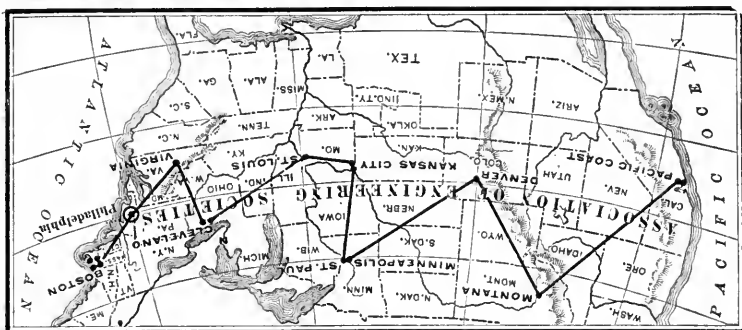 ASSOCIATION OF ENGINEERING SOCIETIES
PACIFIC OCEAN
ATLANTIC OCEAN
WASH.
ORE.
IDAHO
MONT.
MONTANA
N.DAK.
S.DAK.
MINN.
MINNEAPOLIS
ST. PAUL
WIS.
MICH
WYO.
NEBR.
IOWA
CAL.
PACIFIC COAST
NEV.
UTAH
COLO.
DENVER
KAN.
KANSAS CITY
MO.
ST. LOUIS
ILL.
IND.
OHIO
CLEVELAND
PA.
N.Y.
VT.
ME.
BOSTON
Philadelphia
W.VA.
VA.
VIRGINIA
KY.
TENN.
N.C.
S.C.
ARIZ.
N.MEX.
OKLA.
IND.TY.
ARK.
TEX.
LA.
MISS.
ALA.
GA.
FLA.